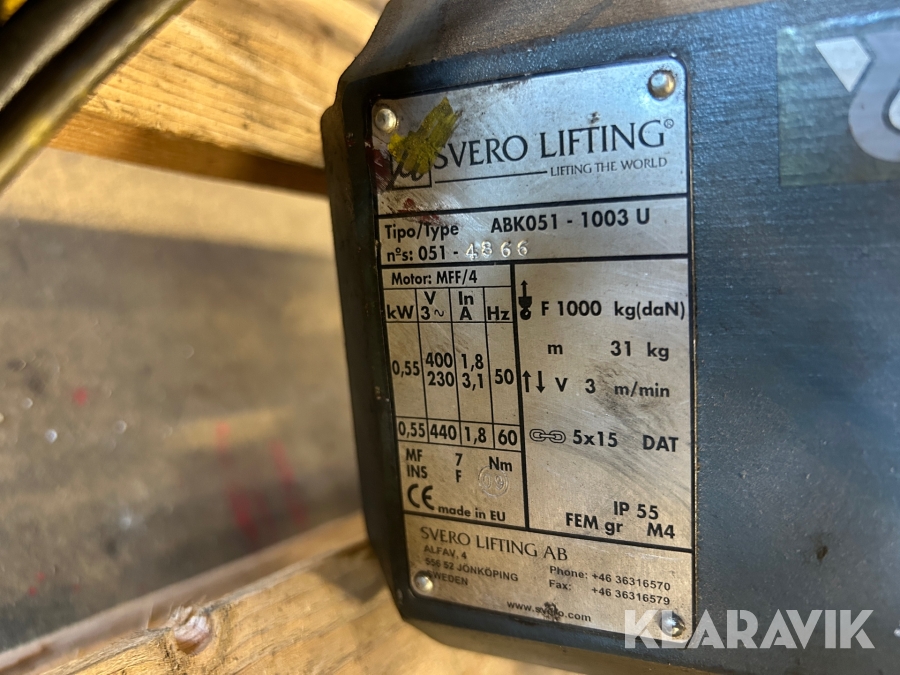 SVERO LIFTING®
LIFTING THE WORLD
Tipo/Type ABK051 - 1003 U
nºs: 051 - 4866
Motor: MFF/4
kW V 3~ In A Hz
0,55 400 1,8 50
230 3,1
0,55 440 1,8 60
MF 7 Nm
INS F
CE made in EU
F 1000 kg(daN)
m 31 kg
↑↓ V 3 m/min
5x15 DAT
IP 55
FEM gr M4
SVERO LIFTING AB
ALFAV. 4
556 52 JÖNKÖPING
SWEDEN
Phone: +46 36316570
Fax: +46 36316579
www.svero.com
KLARAVIK